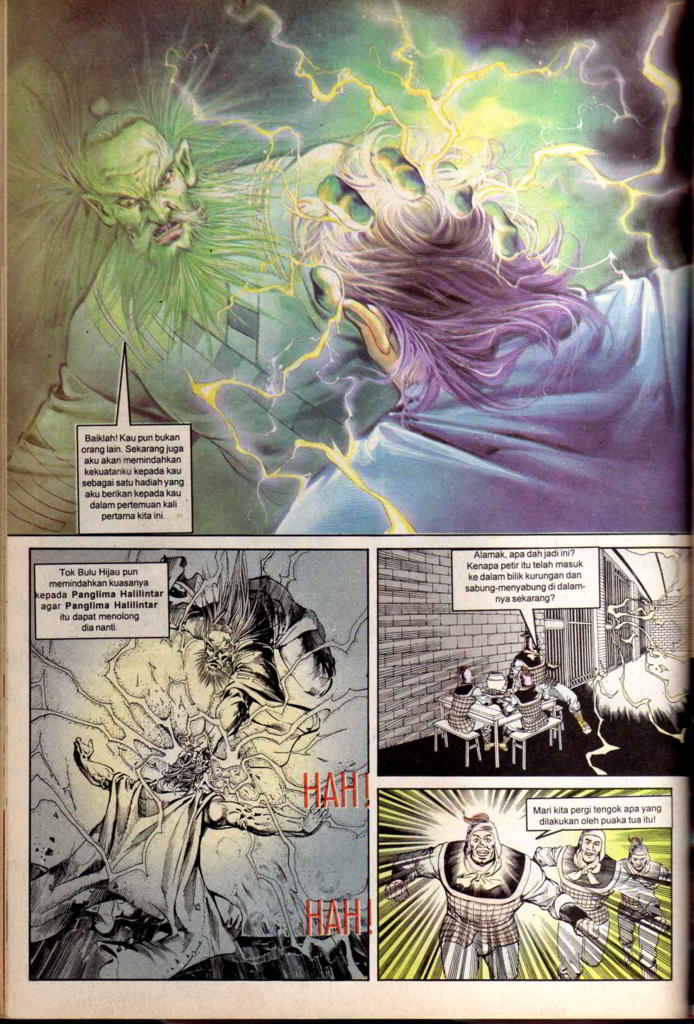 Baiklah! Kau pun bukan
orang lain. Sekarang juga
aku akan memindahkan
kekuatanku kepada kau
sebagai satu hadiah yang
aku berikan kepada kau
dalam pertemuan kali
pertama kita ini.
Tok Bulu Hijau pun
memindahkan kuasanya
kepada Panglima Halilintar
agar Panglima Halilintar
itu dapat menolong
dia nanti.
HAH!
HAH!
Alamak, apa dah jadi ini?
Kenapa petir itu telah masuk
ke dalam bilik kurungan dan
sabung-menyabung di dalam-
nya sekarang?
Mari kita pergi tengok apa yang
dilakukan oleh puaka tua itu!